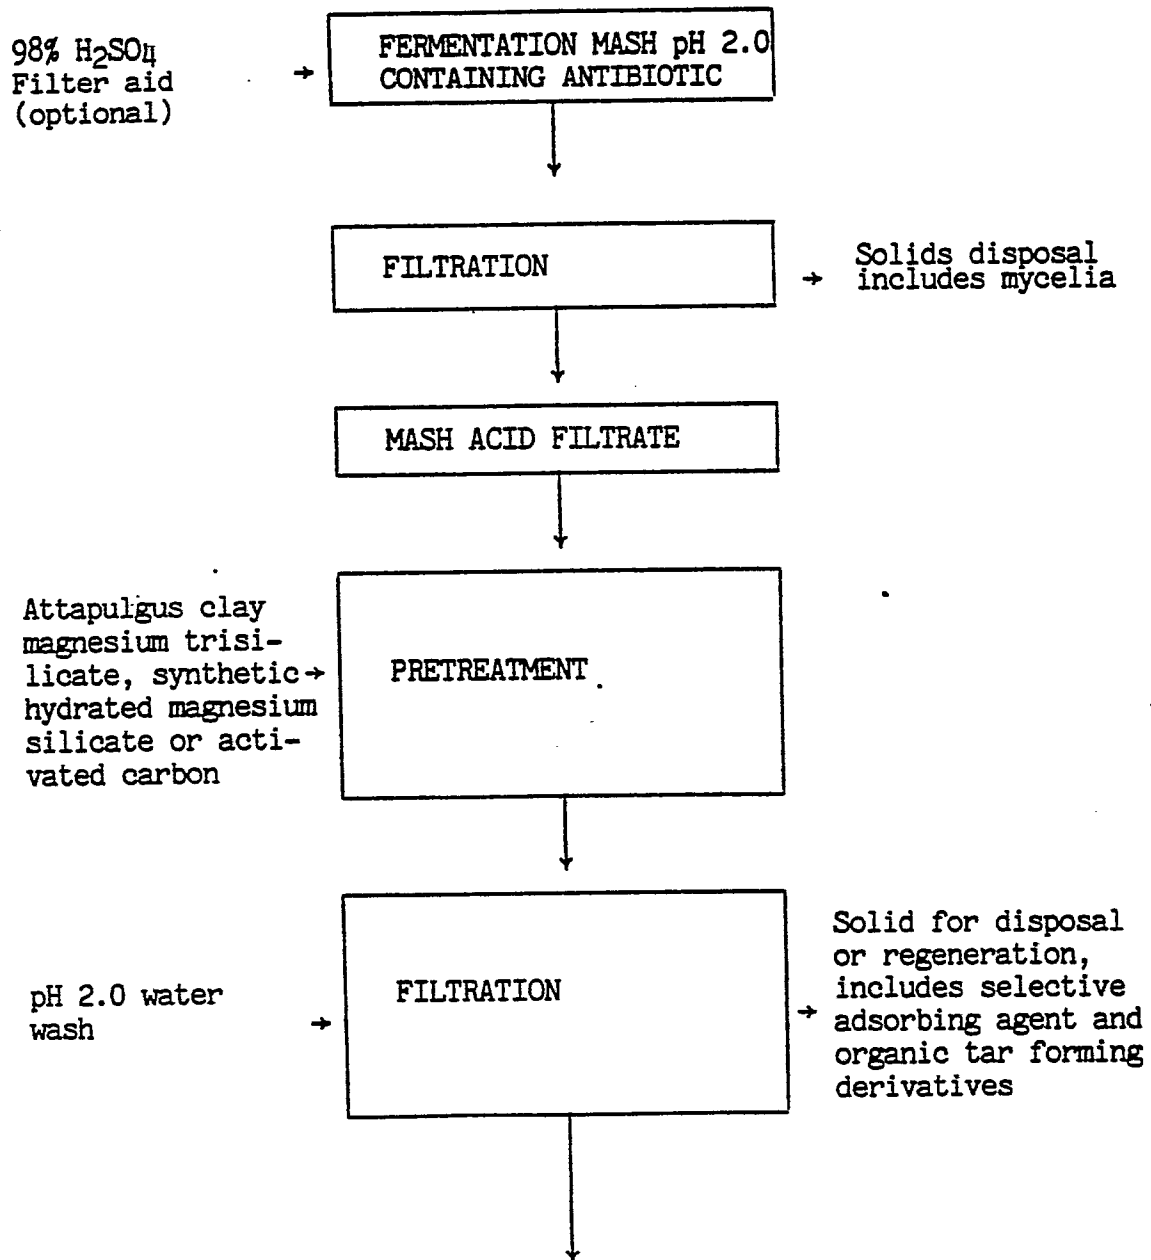 98% H2SO4
Filter aid
(optional)
FERMENTATION MASH pH 2.0
CONTAINING ANTIBIOTIC
FILTRATION
Solids disposal
includes mycelia
MASH ACID FILTRATE
Attapulgus clay
magnesium trisi-
licate, synthetic
hydrated magnesium
silicate or acti-
vated carbon
PRETREATMENT
pH 2.0 water
wash
FILTRATION
Solid for disposal
or regeneration,
includes selective
adsorbing agent and
organic tar forming
derivatives